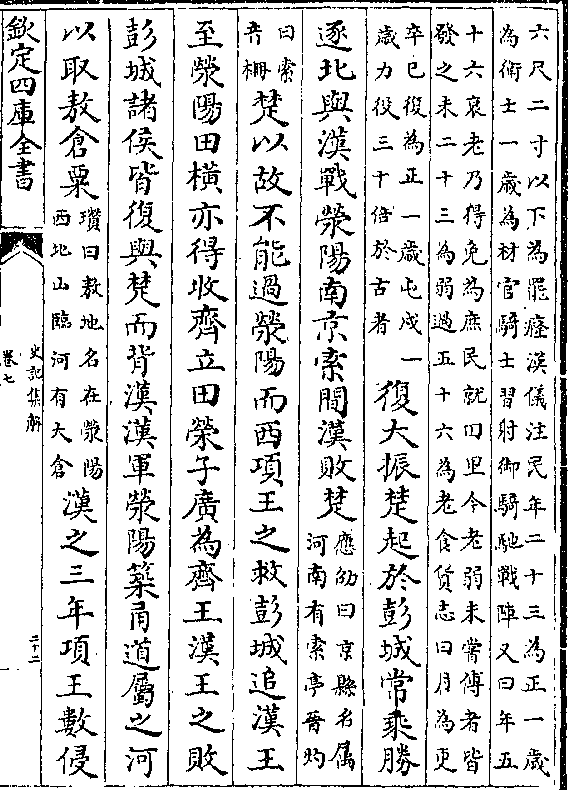 六尺二寸以下為罷癃漢儀注民年二十三為正一歲
為衛士一歲為材官騎士習射御騎馳戰陣又曰年五
十六衰老乃得免為庶民就田里今老弱未嘗傅者皆
發之未二十三為弱過五十六為老食貨志曰月為更
卒已復為正一歲屯戍一
歲力役三十倍於古者
復大振楚起於彭城常乘勝
逐北與漢戰滎陽南京索間漢敗楚
應劭曰京縣名属
河南有索亭晉灼
曰索
音柵
楚以故不能過滎陽而西項王之救彭城追漢王
至滎陽田橫亦得收齊立田榮子廣為齊王漢王之敗
彭城諸侯皆復與楚而背漢漢軍滎陽築甬道屬之河
以取敖倉粟
瓚曰敖地名在滎陽
西北山臨河有大倉
漢之三年項王數侵
欽定四庫全書
史記集解
卷七
二十二